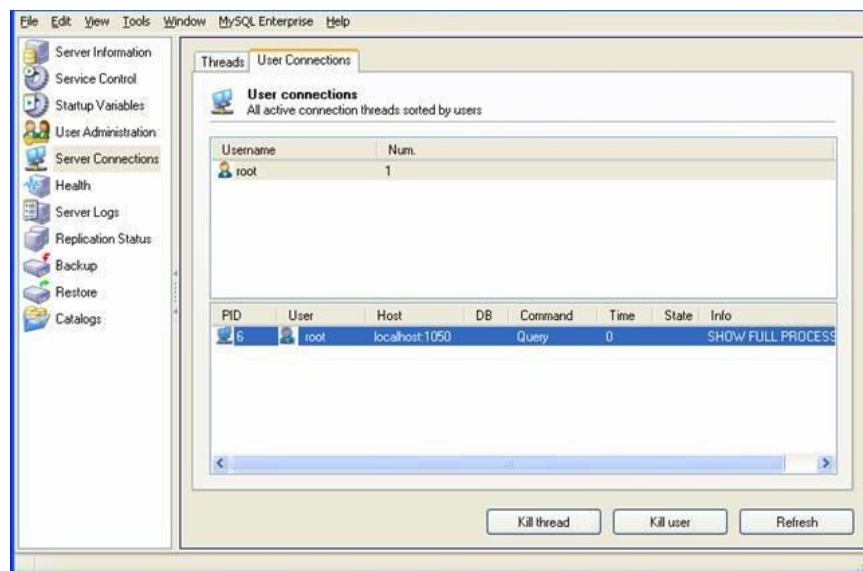 File Edit View Tools Window MySQL Enterprise Help
Server Information
Service Control
Startup Variables
User Administration
Server Connections
Health
Server Logs
Replication Status
Backup
Restore
Catalogs
Threads User Connections
User connections
All active connection threads sorted by users
Username Num.
root 1
PID User Host DB Command Time State Info
6 root localhost:1050 Query 0 SHOW FULL PROCESS
Kill thread Kill user Refresh